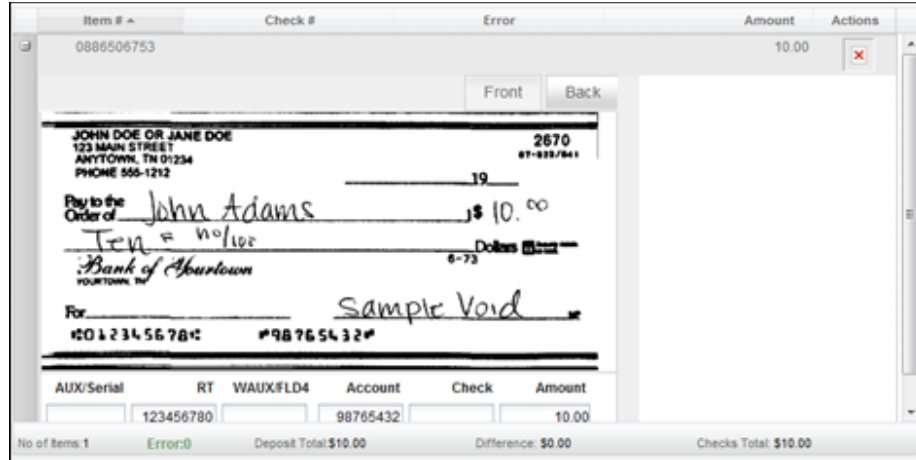 Item # Check # Error Amount Actions
0886506753 10.00
Front Back
JOHN DOE OR JANE DOE 2670
123 MAIN STREET
ANYTOWN, TN 01234
PHONE 555-1212
19
Pay to the
Order of John Adams $ 10.00
Ten = no/100 Dollars
6-73
Bank of Yourtown
YOURTOWN, TN
For Sample Void
⑆012345678⑆ ⑈98765432⑈
AUX/Serial RT WAUX/FLD4 Account Check Amount
123456780 98765432 10.00
No of Items:1 Error:0 Deposit Total:$10.00 Difference: $0.00 Checks Total: $10.00